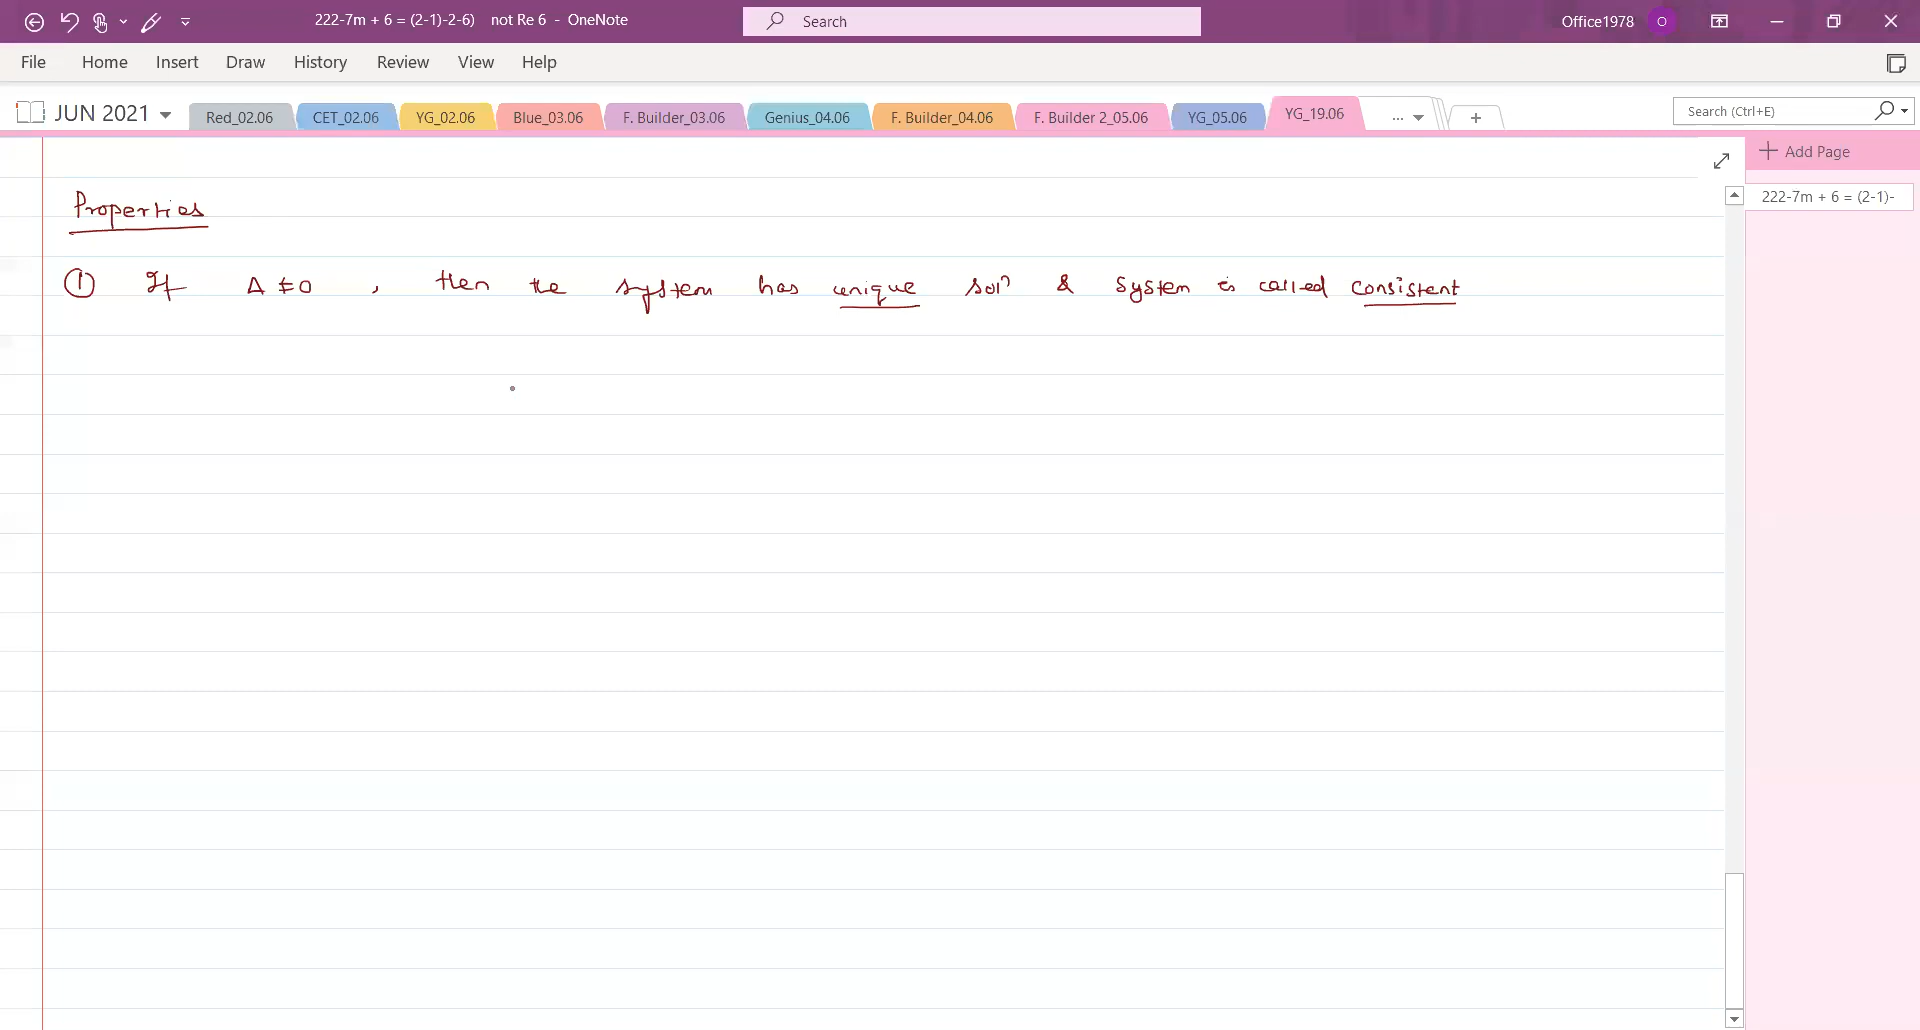 222-7m + 6 = (2-1)-2-6) not Re 6 - OneNote
Search
Office1978
O
File Home Insert Draw History Review View Help
JUN 2021
Red_02.06 CET_02.06 YG_02.06 Blue_03.06 F. Builder_03.06 Genius_04.06 F. Builder_04.06 F. Builder 2_05.06 YG_05.06 YG_19.06 ... +
Search (Ctrl+E)
Add Page
222-7m + 6 = (2-1)-
Properties
① If Δ ≠ 0 , then the system has unique solⁿ & system is called consistent